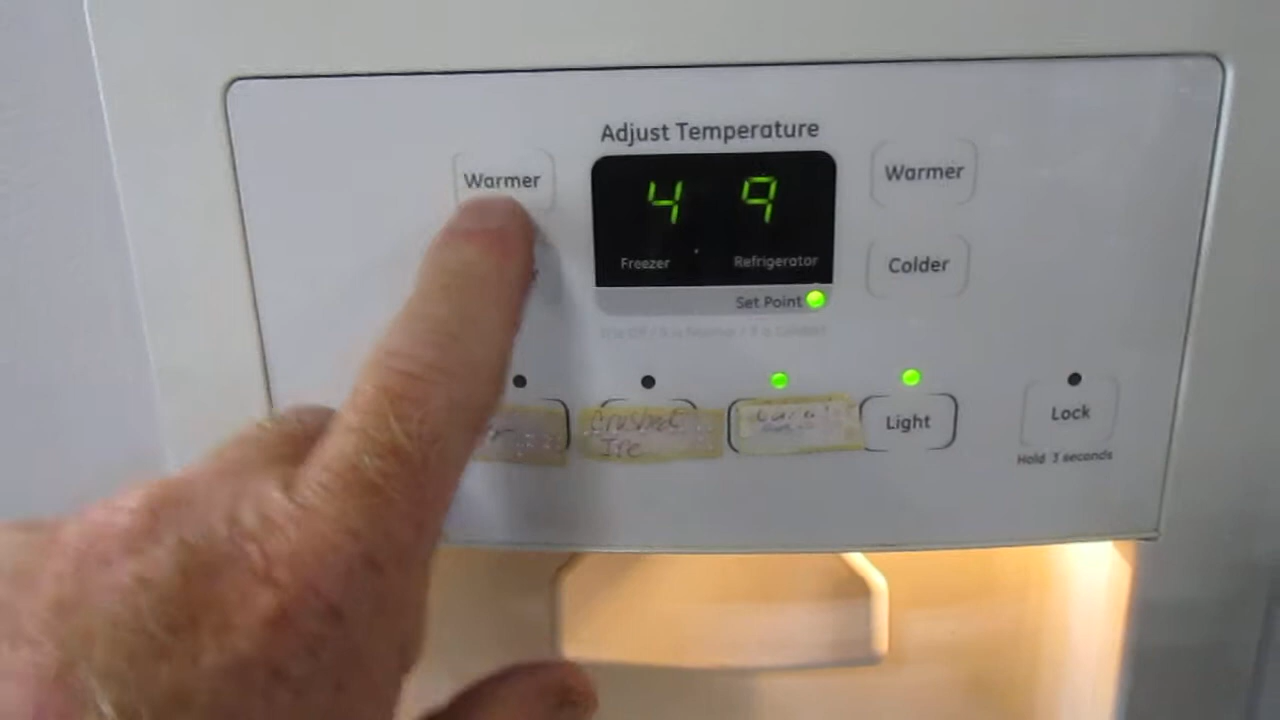 Adjust Temperature
Warmer
4 9
Warmer
Freezer Refrigerator
Colder
Set Point
Crushed
Ice
Light
Lock
Hold 3 seconds